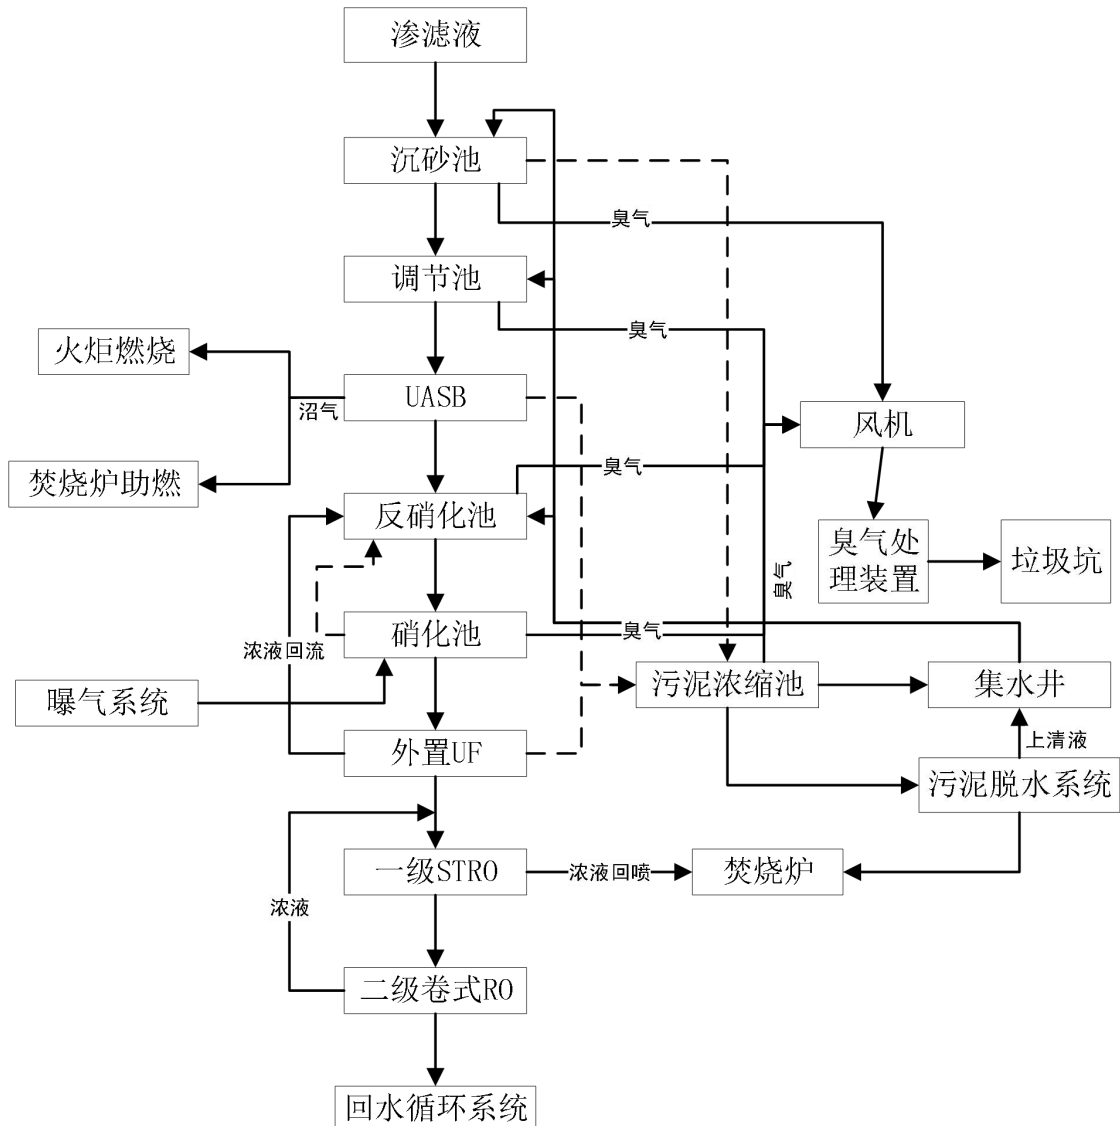 渗滤液
沉砂池
臭气
调节池
臭气
火炬燃烧
UASB
沼气
风机
焚烧炉助燃
臭气
反硝化池
臭气处
理装置
垃圾坑
臭气
硝化池
臭气
浓液回流
污泥浓缩池
集水井
曝气系统
上清液
外置UF
污泥脱水系统
一级STRO
浓液回喷
焚烧炉
浓液
二级卷式RO
回水循环系统